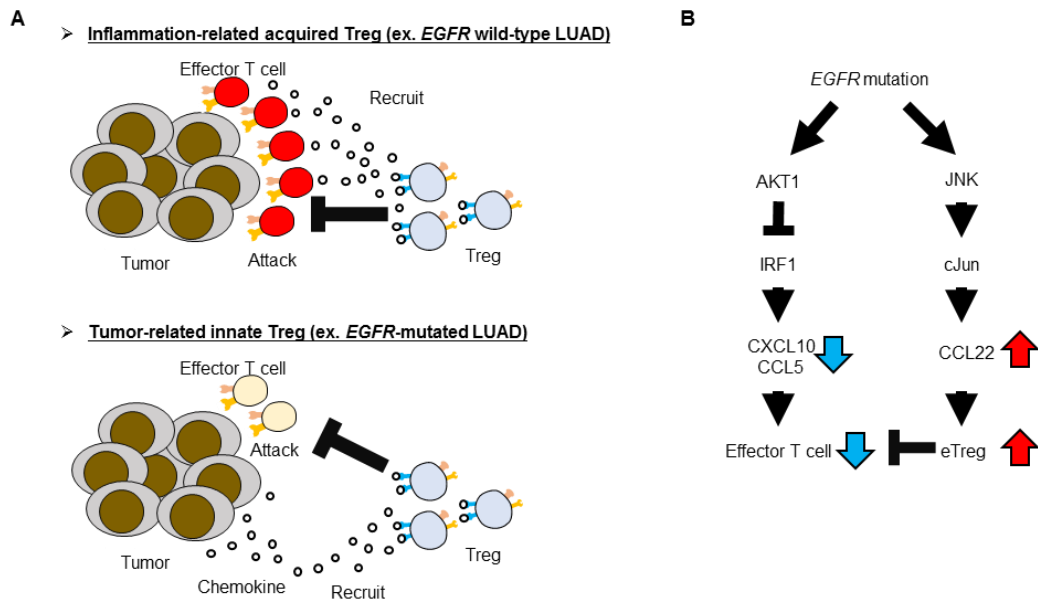 A
➢ Inflammation-related acquired Treg (ex. EGFR wild-type LUAD)
Effector T cell
Recruit
Treg
Tumor
Attack
➢ Tumor-related innate Treg (ex. EGFR-mutated LUAD)
Effector T cell
Attack
Treg
Tumor
Chemokine
Recruit
B
EGFR mutation
AKT1
JNK
IRF1
cJun
CXCL10
CCL5
CCL22
Effector T cell
eTreg